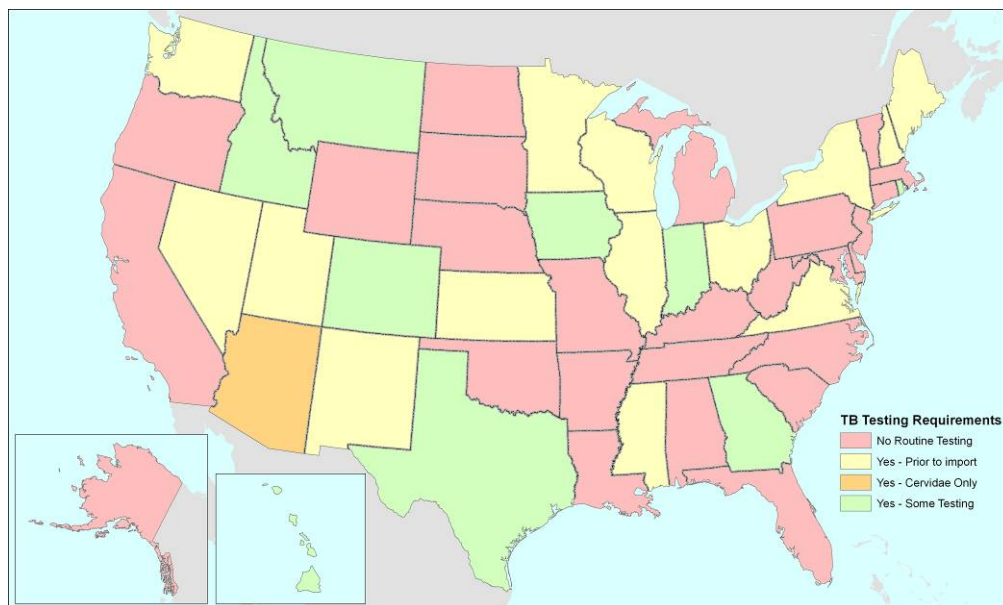 TB Testing Requirements
No Routine Testing
Yes - Prior to import
Yes - Cervidae Only
Yes - Some Testing